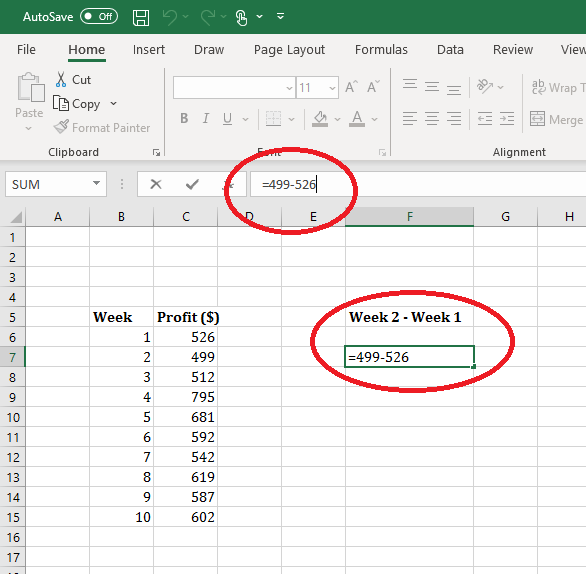 AutoSave Off
File Home Insert Draw Page Layout Formulas Data Review View
Cut
Copy
Format Painter
Paste
11 A A
B I U A
ab Wrap T
Merge
Clipboard Font Alignment
SUM =499-526
A B C D E F G H
1
2
3
4
5 Week Profit ($) Week 2 - Week 1
6 1 526
7 2 499 =499-526
8 3 512
9 4 795
10 5 681
11 6 592
12 7 542
13 8 619
14 9 587
15 10 602
16
17